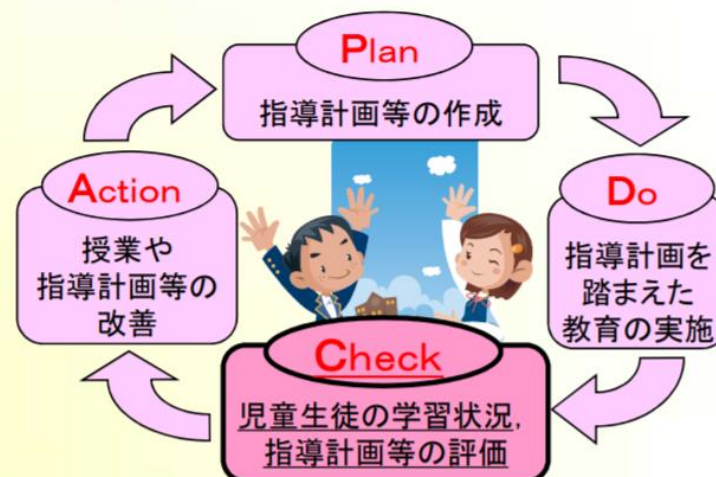 Plan
指導計画等の作成
Do
指導計画を
踏まえた
教育の実施
Check
児童生徒の学習状況,
指導計画等の評価
Action
授業や
指導計画等の
改善